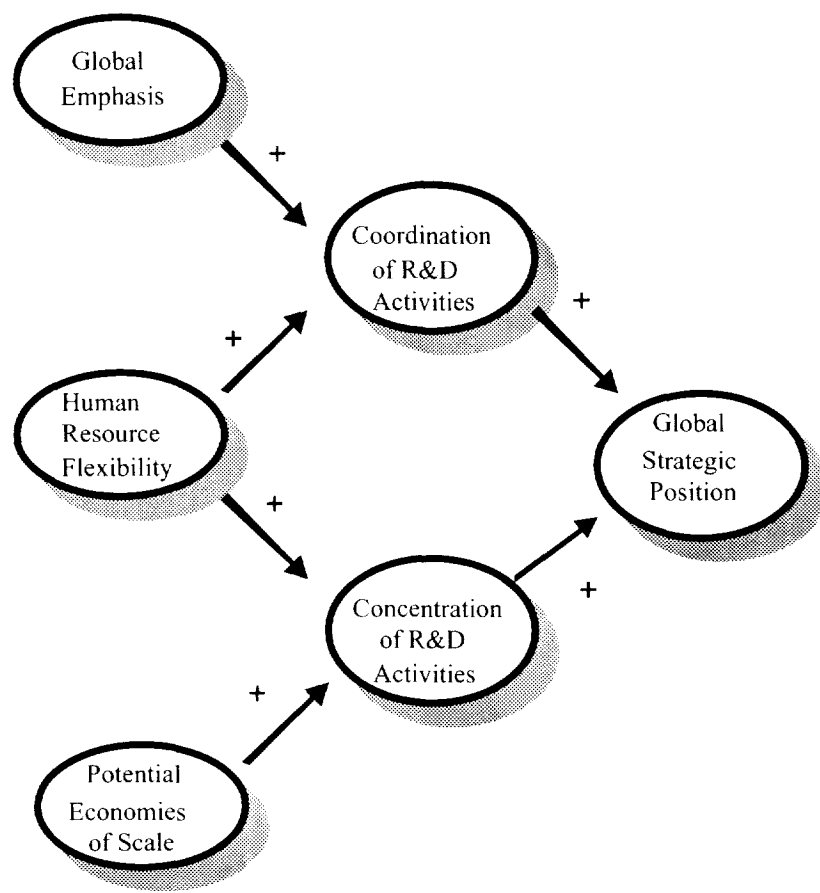 Global
Emphasis
+
Coordination
of R&D
Activities
+
+
Human
Resource
Flexibility
Global
Strategic
Position
+
+
Concentration
of R&D
Activities
+
Potential
Economies
of Scale